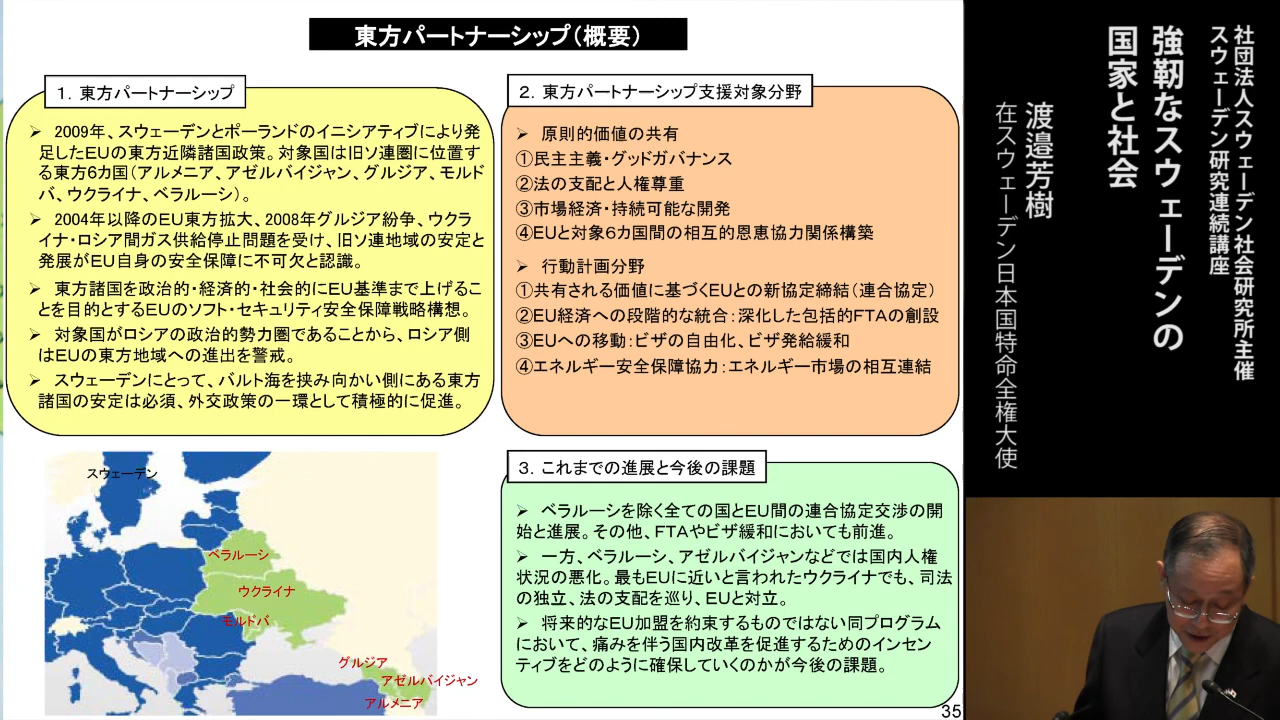 東方パートナーシップ（概要）
１．東方パートナーシップ
➢ 2009年、スウェーデンとポーランドのイニシアティブにより発
足したＥＵの東方近隣諸国政策。対象国は旧ソ連圏に位置す
る東方6カ国（アルメニア、アゼルバイジャン、グルジア、モルド
バ、ウクライナ、ベラルーシ）。
➢ 2004年以降のＥＵ東方拡大、2008年グルジア紛争、ウクラ
イナ・ロシア間ガス供給停止問題を受け、旧ソ連地域の安定と
発展がＥＵ自身の安全保障に不可欠と認識。
➢ 東方諸国を政治的・経済的・社会的にEU基準まで上げるこ
とを目的とするEUのソフト・セキュリティ安全保障戦略構想。
➢ 対象国がロシアの政治的勢力圏であることから、ロシア側
はＥＵの東方地域への進出を警戒。
➢ スウェーデンにとって、バルト海を挟み向かい側にある東方
諸国の安定は必須、外交政策の一環として積極的に促進。
２．東方パートナーシップ支援対象分野
➢ 原則的価値の共有
①民主主義・グッドガバナンス
②法の支配と人権尊重
③市場経済・持続可能な開発
④EUと対象６カ国間の相互的恩恵協力関係構築
➢ 行動計画分野
①共有される価値に基づくEUとの新協定締結（連合協定）
②EU経済への段階的な統合：深化した包括的ＦＴＡの創設
③EUへの移動：ビザの自由化、ビザ発給緩和
④エネルギー安全保障協力：エネルギー市場の相互連結
スウェーデン
ベラルーシ
ウクライナ
モルドバ
グルジア
アゼルバイジャン
アルメニア
３．これまでの進展と今後の課題
➢ ベラルーシを除く全ての国とＥＵ間の連合協定交渉の開
始と進展。その他、ＦＴＡやビザ緩和においても前進。
➢ 一方、ベラルーシ、アゼルバイジャンなどでは国内人権
状況の悪化。最もEUに近いと言われたウクライナでも、司法
の独立、法の支配を巡り、ＥＵと対立。
➢ 将来的なEU加盟を約束するものではない同プログラム
において、痛みを伴う国内改革を促進するためのインセン
ティブをどのように確保していくのかが今後の課題。
35
社団法人スウェーデン社会研究所主催
スウェーデン研究連続講座
強靭なスウェーデンの
国家と社会
渡邉芳樹
在スウェーデン日本国特命全権大使